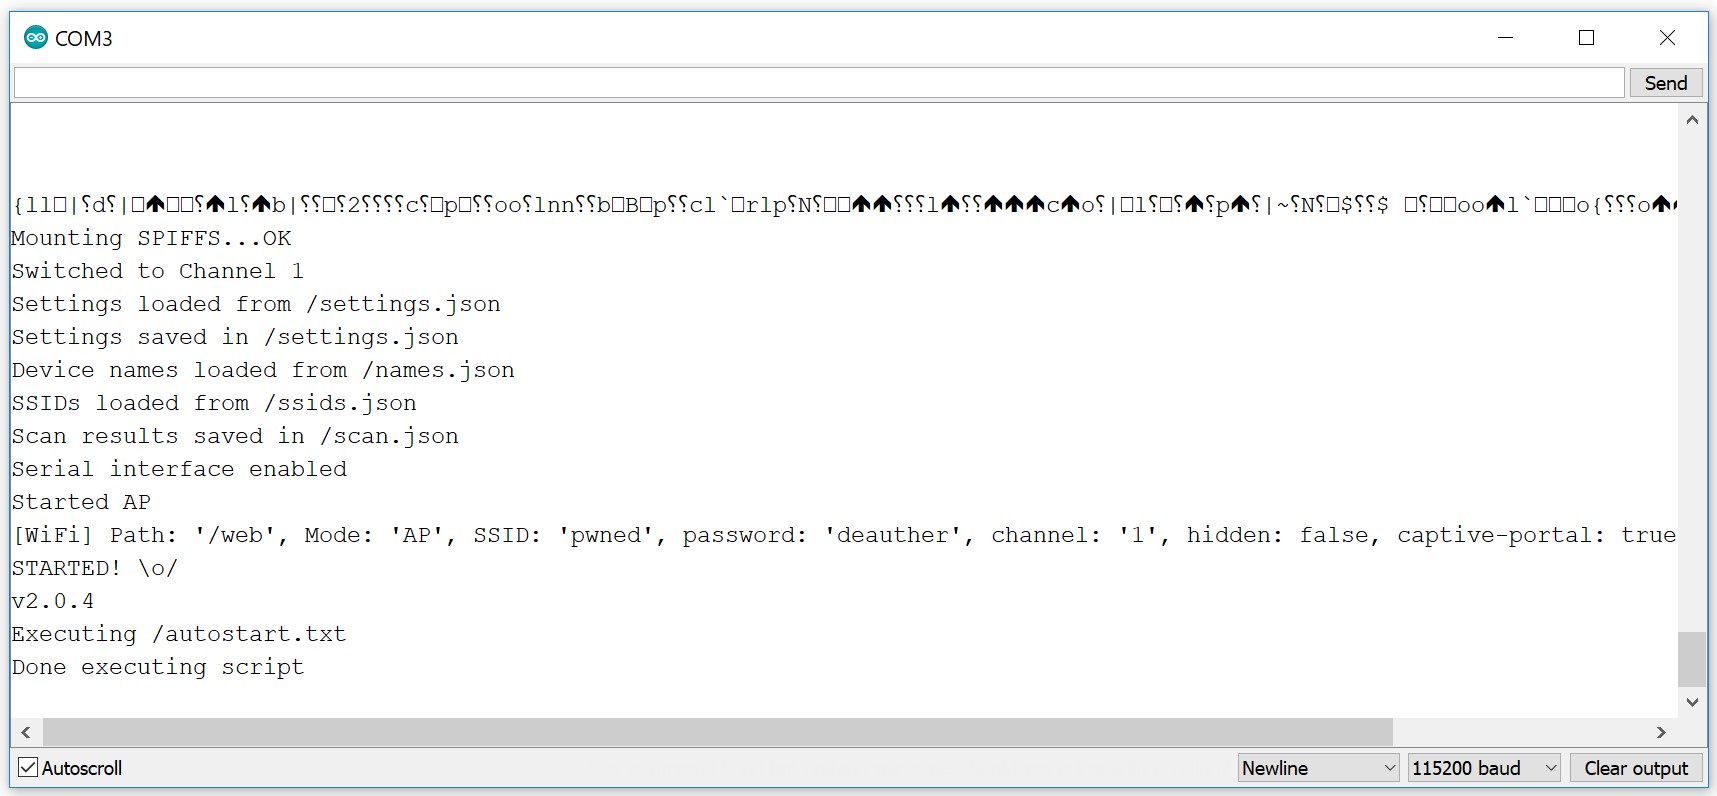 COM3
Send
Mounting SPIFFS...OK
Switched to Channel 1
Settings loaded from /settings.json
Settings saved in /settings.json
Device names loaded from /names.json
SSIDs loaded from /ssids.json
Scan results saved in /scan.json
Serial interface enabled
Started AP
[WiFi] Path: '/web', Mode: 'AP', SSID: 'pwned', password: 'deauther', channel: '1', hidden: false, captive-portal: true
STARTED! \o/
v2.0.4
Executing /autostart.txt
Done executing script
Autoscroll
Newline
115200 baud
Clear output